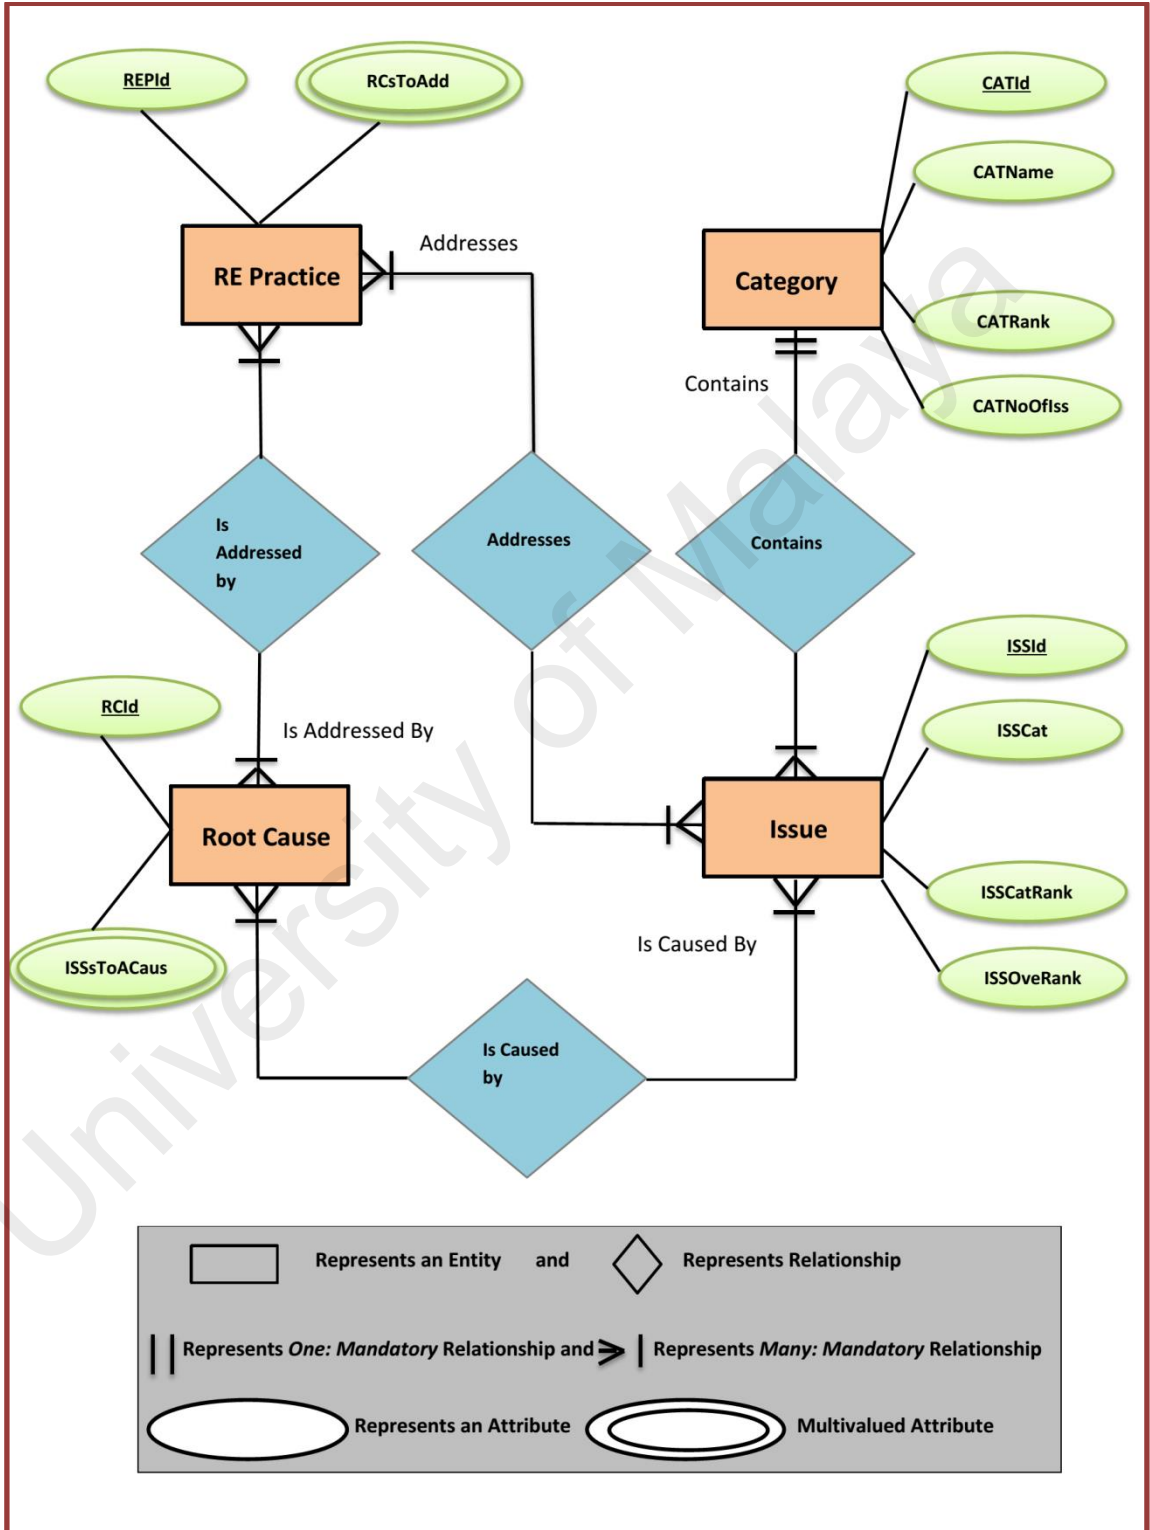 REPId
RCsToAdd
CATId
CATName
Addresses
RE Practice
Category
CATRank
Contains
CATNoOfIss
Is
Addressed
by
Addresses
Contains
ISSId
RCId
Is Addressed By
ISSCat
Root Cause
Issue
ISSCatRank
Is Caused By
ISSsToACaus
ISSOveRank
Is Caused
by
Represents an Entity and Represents Relationship
Represents One: Mandatory Relationship and Represents Many: Mandatory Relationship
Represents an Attribute Multivalued Attribute
University of Malaya